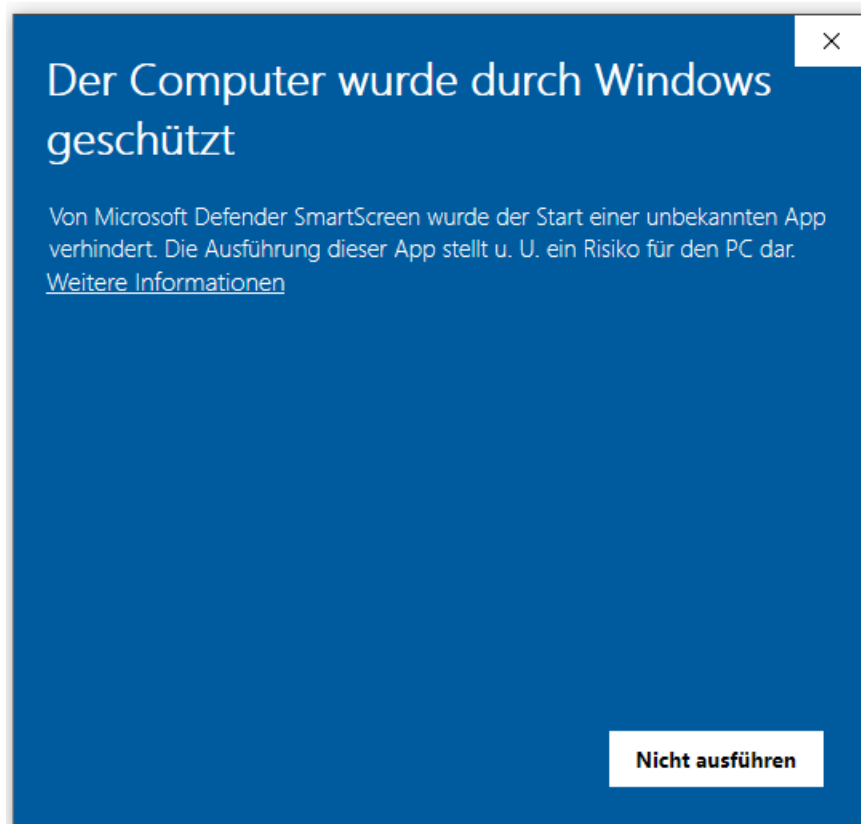 Der Computer wurde durch Windows
geschützt
Von Microsoft Defender SmartScreen wurde der Start einer unbekannten App
verhindert. Die Ausführung dieser App stellt u. U. ein Risiko für den PC dar.
Weitere Informationen
Nicht ausführen